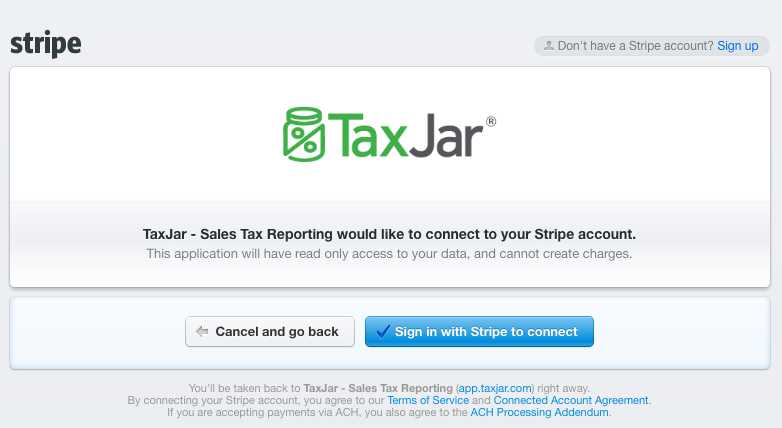 stripe
Don't have a Stripe account? Sign up
TaxJar®
TaxJar - Sales Tax Reporting would like to connect to your Stripe account.
This application will have read only access to your data, and cannot create charges.
Cancel and go back
Sign in with Stripe to connect
You'll be taken back to TaxJar - Sales Tax Reporting (app.taxjar.com) right away.
By connecting your Stripe account, you agree to our Terms of Service and Connected Account Agreement.
If you are accepting payments via ACH, you also agree to the ACH Processing Addendum.